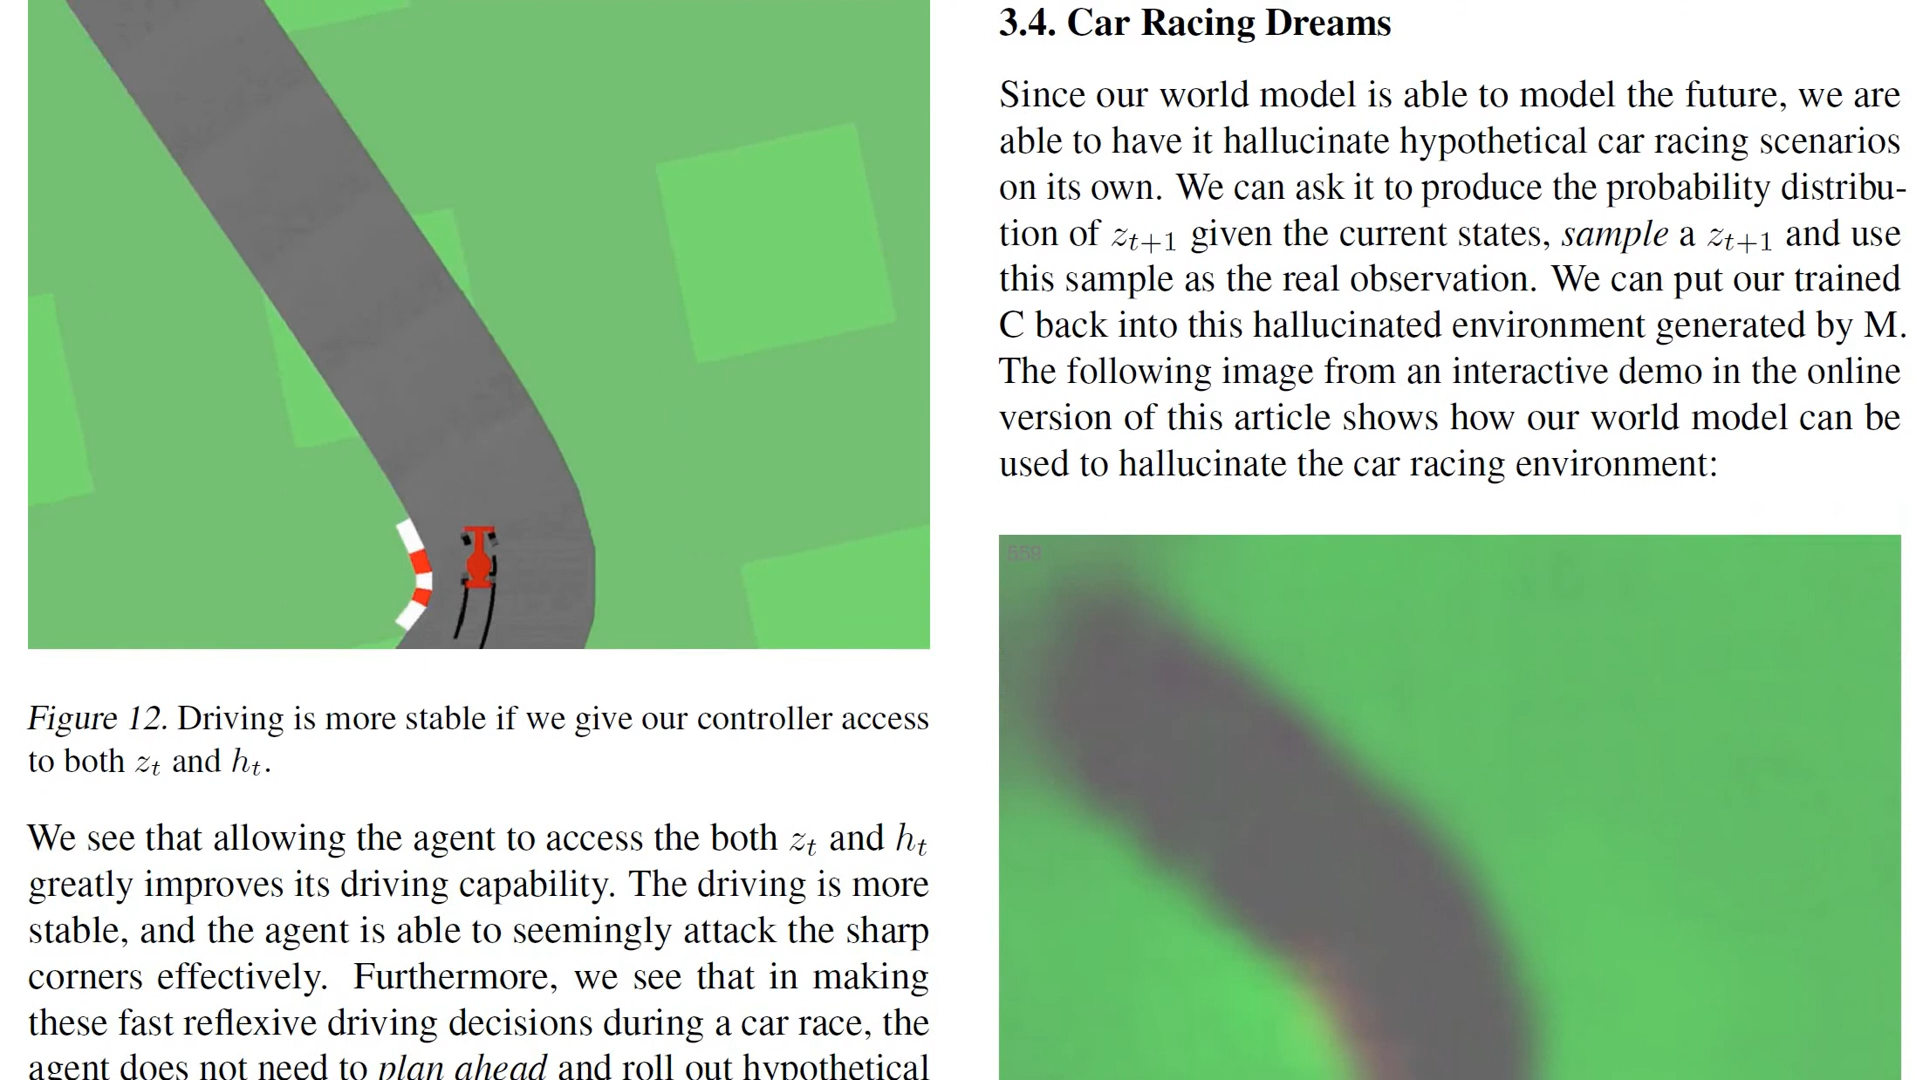 Figure 12. Driving is more stable if we give our controller access
to both z_t and h_t.
We see that allowing the agent to access the both z_t and h_t
greatly improves its driving capability. The driving is more
stable, and the agent is able to seemingly attack the sharp
corners effectively. Furthermore, we see that in making
these fast reflexive driving decisions during a car race, the
agent does not need to plan ahead and roll out hypothetical
3.4. Car Racing Dreams
Since our world model is able to model the future, we are
able to have it hallucinate hypothetical car racing scenarios
on its own. We can ask it to produce the probability distribu-
tion of z_{t+1} given the current states, sample a z_{t+1} and use
this sample as the real observation. We can put our trained
C back into this hallucinated environment generated by M.
The following image from an interactive demo in the online
version of this article shows how our world model can be
used to hallucinate the car racing environment:
659